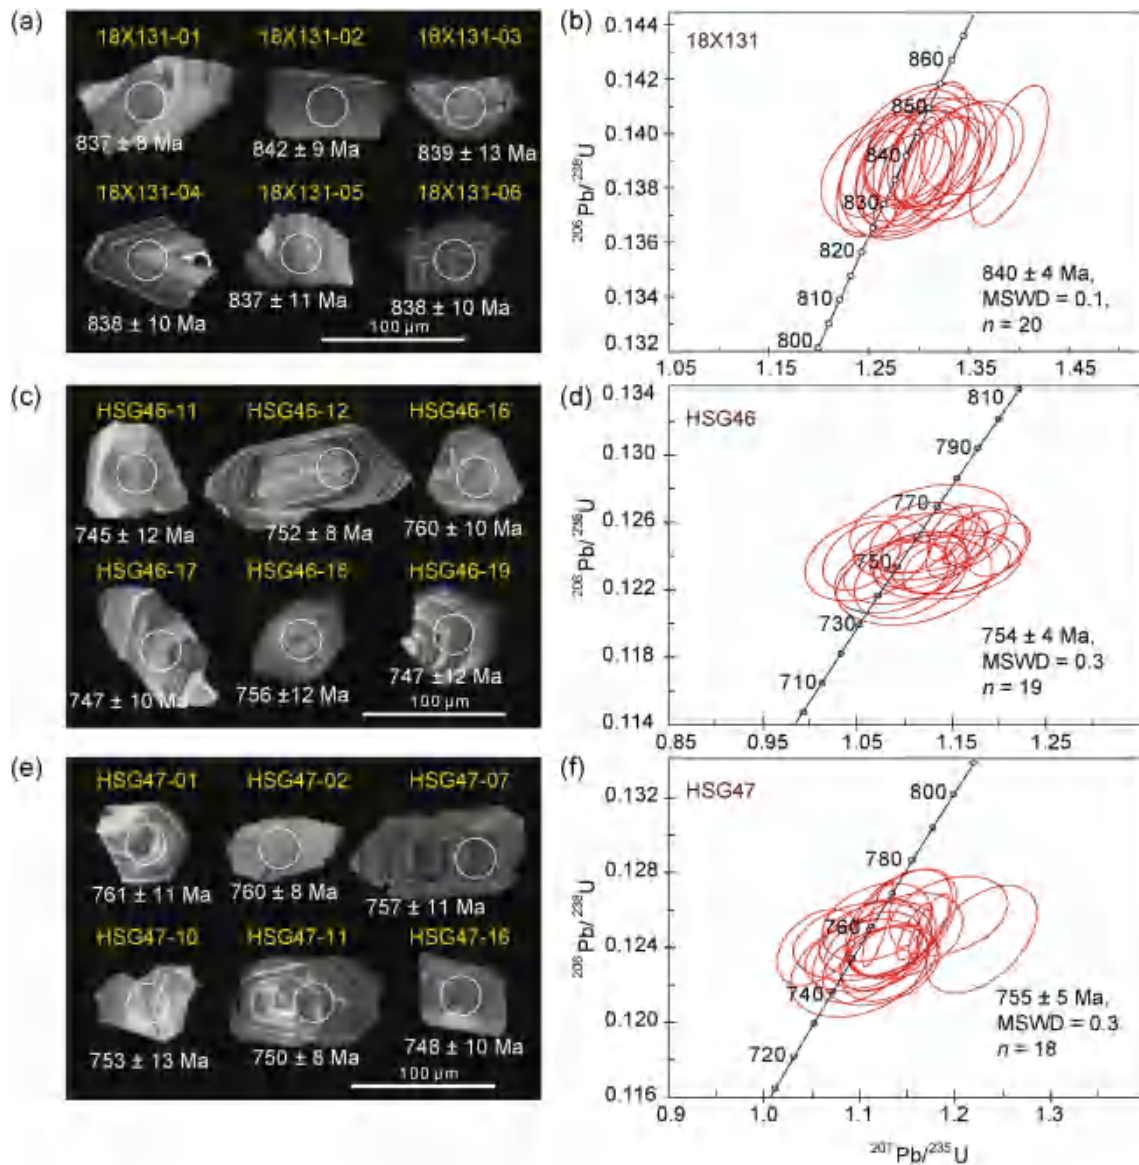 (a)
18X131-01 18X131-02 18X131-03
837 ± 8 Ma 842 ± 9 Ma 839 ± 13 Ma
18X131-04 18X131-05 18X131-06
838 ± 10 Ma 837 ± 11 Ma 838 ± 10 Ma
100 µm
(b)
18X131
0.144
0.142
0.140
0.138
0.136
0.134
0.132
²⁰⁶Pb/²³⁸U
860
850
840
830
820
810
800
840 ± 4 Ma,
MSWD = 0.1,
n = 20
1.05 1.15 1.25 1.35 1.45
(c)
HSG46-11 HSG46-12 HSG46-16
745 ± 12 Ma 752 ± 8 Ma 760 ± 10 Ma
HSG46-17 HSG46-18 HSG46-19
747 ± 10 Ma 756 ±12 Ma 747 ±12 Ma
100 µm
(d)
HSG46
0.134
0.130
0.126
0.122
0.118
0.114
²⁰⁶Pb/²³⁸U
810
790
770
750
730
710
754 ± 4 Ma,
MSWD = 0.3
n = 19
0.85 0.95 1.05 1.15 1.25
(e)
HSG47-01 HSG47-02 HSG47-07
761 ± 11 Ma 760 ± 8 Ma 757 ± 11 Ma
HSG47-10 HSG47-11 HSG47-16
753 ± 13 Ma 750 ± 8 Ma 748 ± 10 Ma
100 µm
(f)
HSG47
0.132
0.128
0.124
0.120
0.116
²⁰⁶Pb/²³⁸U
800
780
760
740
720
755 ± 5 Ma,
MSWD = 0.3
n = 18
0.9 1.0 1.1 1.2 1.3
²⁰⁷Pb/²³⁵U